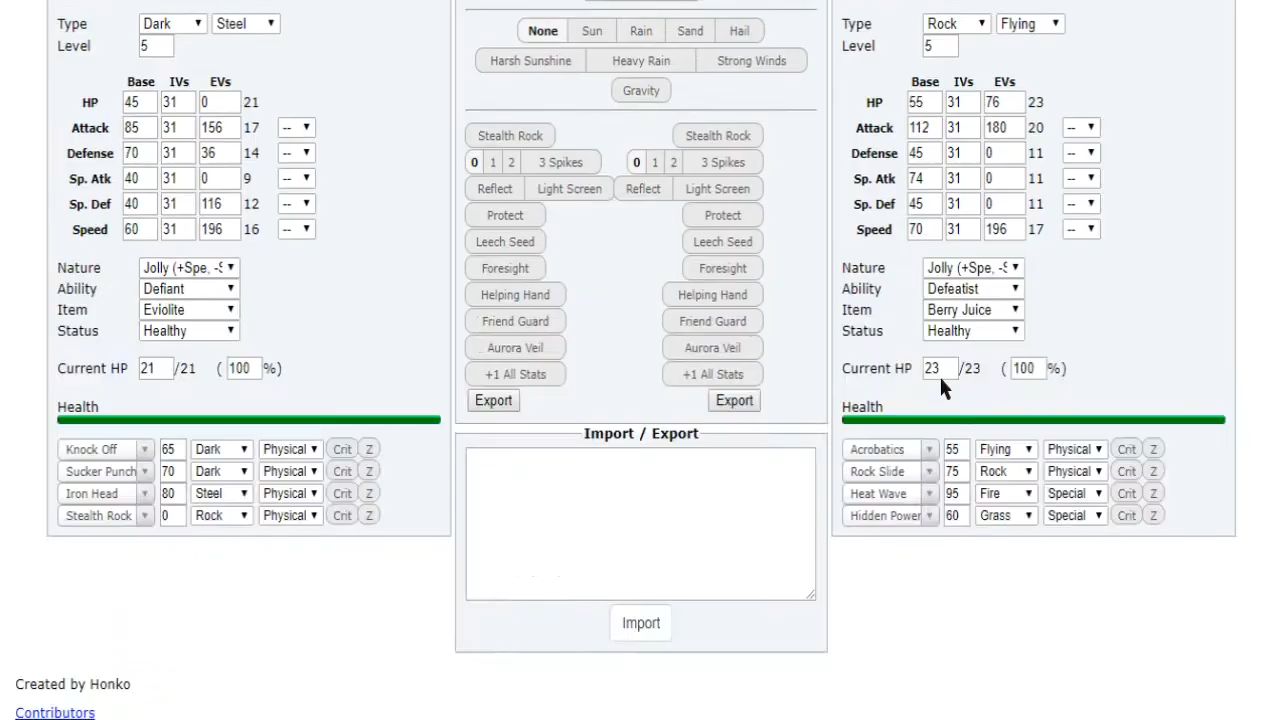 Type Dark Steel
Level 5
Base IVs EVs
HP 45 31 0 21
Attack 85 31 156 17 --
Defense 70 31 36 14 --
Sp. Atk 40 31 0 9 --
Sp. Def 40 31 116 12 --
Speed 60 31 196 16 --
Nature Jolly (+Spe, -S
Ability Defiant
Item Eviolite
Status Healthy
Current HP 21 /21 ( 100 %)
Health
Knock Off 65 Dark Physical Crit Z
Sucker Punch 70 Dark Physical Crit Z
Iron Head 80 Steel Physical Crit Z
Stealth Rock 0 Rock Physical Crit Z
None Sun Rain Sand Hail
Harsh Sunshine Heavy Rain Strong Winds
Gravity
Stealth Rock Stealth Rock
0 1 2 3 Spikes 0 1 2 3 Spikes
Reflect Light Screen Reflect Light Screen
Protect Protect
Leech Seed Leech Seed
Foresight Foresight
Helping Hand Helping Hand
Friend Guard Friend Guard
Aurora Veil Aurora Veil
+1 All Stats +1 All Stats
Export Export
Import / Export
Import
Type Rock Flying
Level 5
Base IVs EVs
HP 55 31 76 23
Attack 112 31 180 20 --
Defense 45 31 0 11 --
Sp. Atk 74 31 0 11 --
Sp. Def 45 31 0 11 --
Speed 70 31 196 17 --
Nature Jolly (+Spe, -S
Ability Defeatist
Item Berry Juice
Status Healthy
Current HP 23 /23 ( 100 %)
Health
Acrobatics 55 Flying Physical Crit Z
Rock Slide 75 Rock Physical Crit Z
Heat Wave 95 Fire Special Crit Z
Hidden Power 60 Grass Special Crit Z
Created by Honko
Contributors